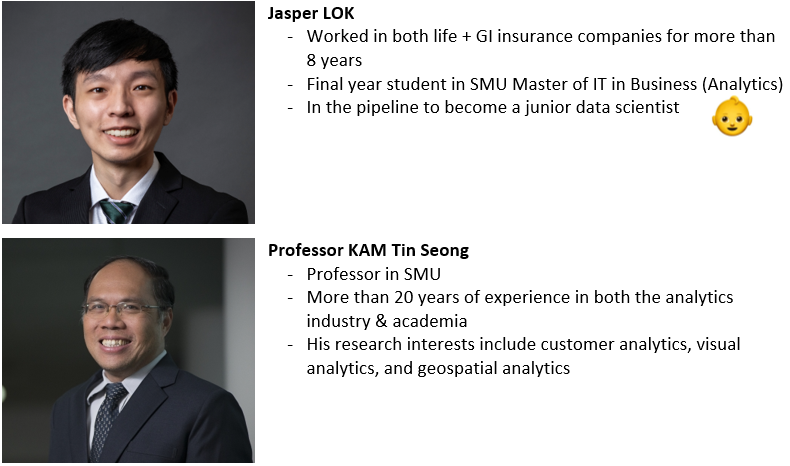 Jasper LOK
- Worked in both life + GI insurance companies for more than
8 years
- Final year student in SMU Master of IT in Business (Analytics)
- In the pipeline to become a junior data scientist
Professor KAM Tin Seong
- Professor in SMU
- More than 20 years of experience in both the analytics
industry & academia
- His research interests include customer analytics, visual
analytics, and geospatial analytics